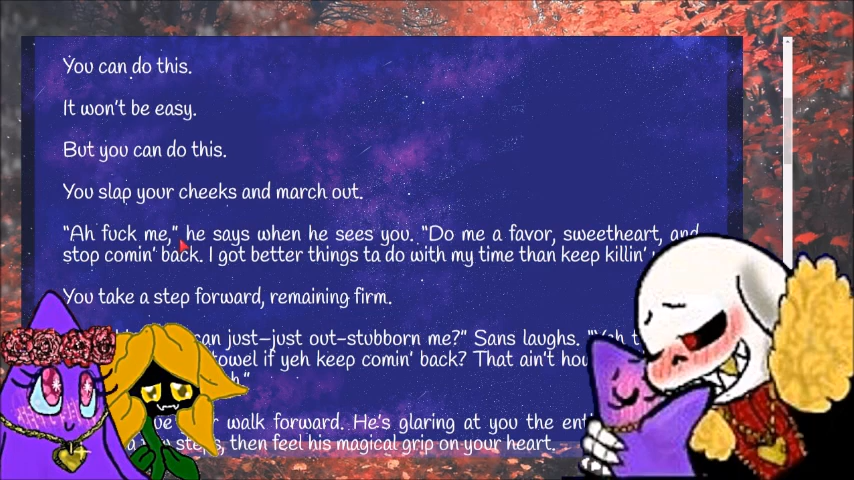 You can do this.
It won't be easy.
But you can do this.
You slap your cheeks and march out.
"Ah fuck me," he says when he sees you. "Do me a favor, sweetheart, and
stop comin' back. I got better things ta do with my time than keep killin'
You take a step forward, remaining firm.
can just—just out-stubborn me?" Sans laughs. "Yeh
towel if yeh keep comin' back? That ain't
walk forward. He's glaring at you the
steps, then feel his magical grip on your heart.